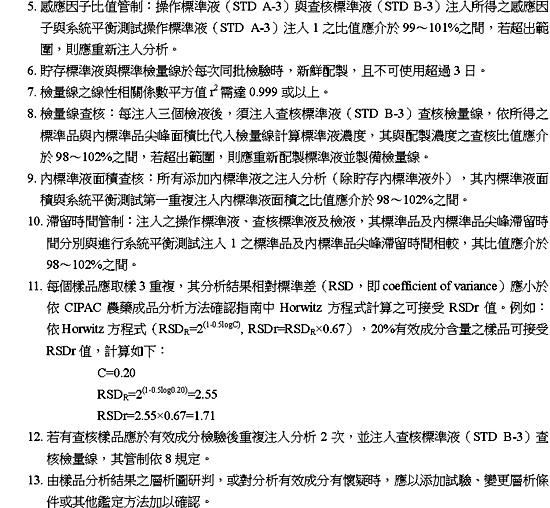 5. 感應因子比值管制：操作標準液（STD A-3）與查核標準液（STD B-3）注入所得之感應因
子與系統平衡測試操作標準液（STD A-3）注入 1 之比值應介於 99～101%之間，若超出範
圍，則應重新注入分析。
6. 貯存標準液與標準檢量線於每次同批檢驗時，新鮮配製，且不可使用超過 3 日。
7. 檢量線之線性相關係數平方值 r² 需達 0.999 或以上。
8. 檢量線查核：每注入三個檢液後，須注入查核標準液（STD B-3）查核檢量線，依所得之
標準品與內標準品尖峰面積比代入檢量線計算標準液濃度，其與配製濃度之查核比值應介
於 98～102%之間，若超出範圍，則應重新配製標準液並製備檢量線。
9. 內標準液面積查核：所有添加內標準液之注入分析（除貯存內標準液外），其內標準液面
積與系統平衡測試第一重複注入內標準液面積之比值應介於 98～102%之間。
10. 滯留時間管制：注入之操作標準液、查核標準液及檢液，其標準品及內標準品尖峰滯留時
間分別與進行系統平衡測試注入 1 之標準品及內標準品尖峰滯留時間相較，其比值應介於
98～102%之間。
11. 每個樣品應取樣 3 重複，其分析結果相對標準差（RSD，即 coefficient of variance）應小於
依 CIPAC 農藥成品分析方法確認指南中 Horwitz 方程式計算之可接受 RSDr 值。例如：
依 Horwitz 方程式（RSD_R=2^(1-0.5logC), RSDr=RSD_R×0.67），20%有效成分含量之樣品可接受
RSDr 值，計算如下：
C=0.20
RSD_R=2^(1-0.5log0.20)=2.55
RSDr=2.55×0.67=1.71
12. 若有查核樣品應於有效成分檢驗後重複注入分析 2 次，並注入查核標準液（STD B-3）查
核檢量線，其管制依 8 規定。
13. 由樣品分析結果之層析圖研判，或對分析有效成分有懷疑時，應以添加試驗、變更層析條
件或其他鑑定方法加以確認。